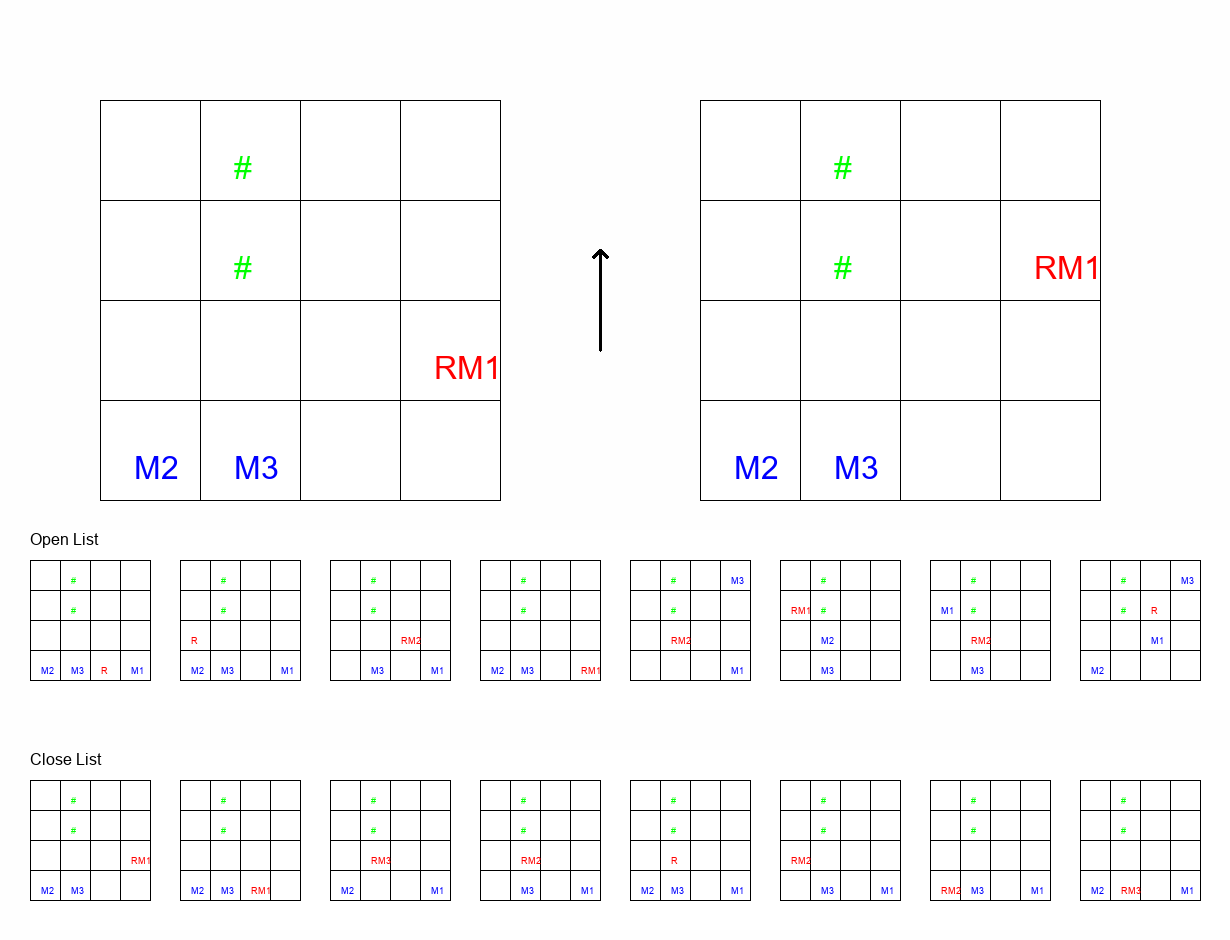 # #
# #
RM1
RM1
M2 M3 M2 M3
Open List
# # # # # M3 # # # M3
# # # # # RM1 # M1 # # R
R RM2 RM2 M2 RM2 M1
M2 M3 R M1 M2 M3 M1 M3 M1 M2 M3 RM1 M1 M3 M3 M2
Close List
# # # # # # # #
# # # # # # # #
RM1 RM3 RM2 R RM2
M2 M3 M2 M3 RM1 M2 M1 M3 M1 M2 M3 M1 M3 M1 RM2 M3 M1 M2 RM3 M1